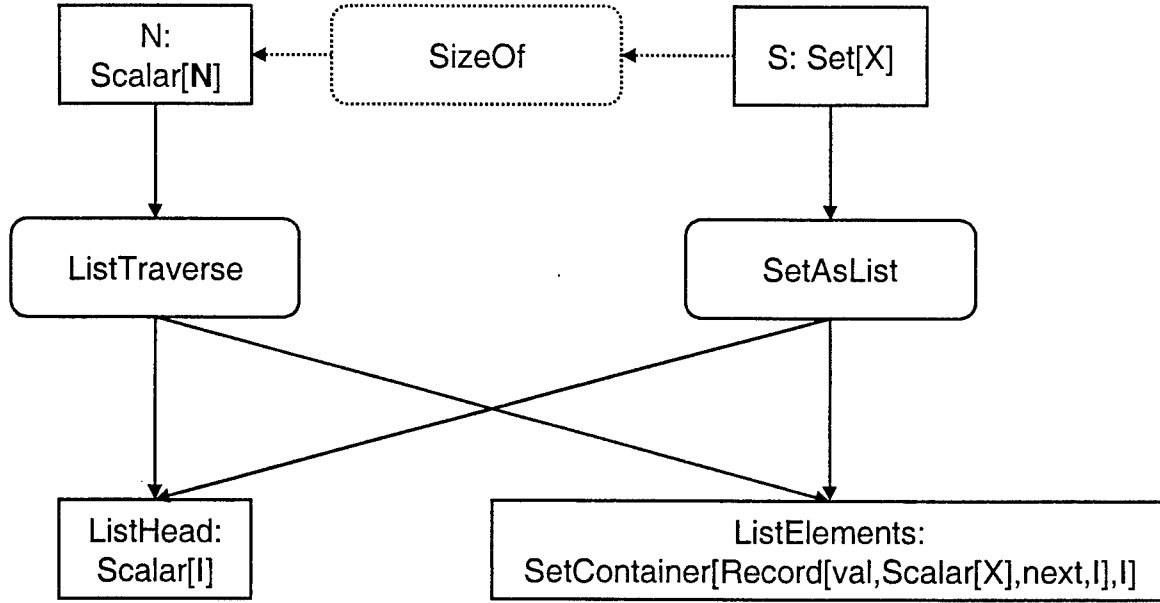 N:
Scalar[N]
SizeOf
S: Set[X]
ListTraverse
SetAsList
ListHead:
Scalar[I]
ListElements:
SetContainer[Record[val,Scalar[X],next,I],I]